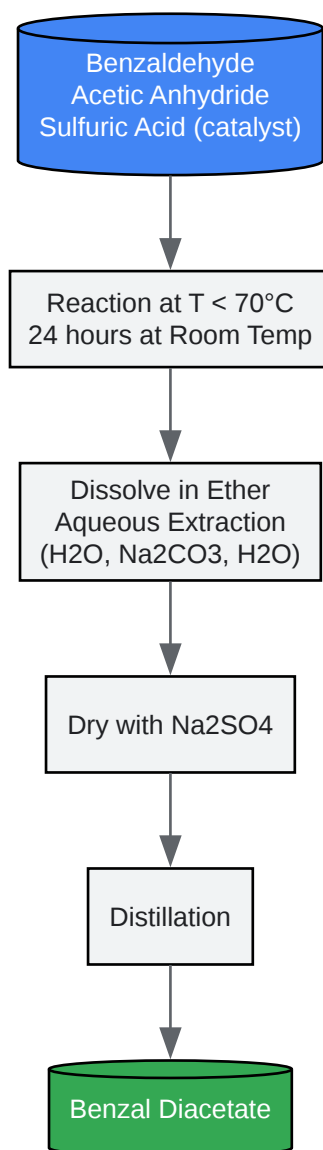 Benzaldehyde
Acetic Anhydride
Sulfuric Acid (catalyst)
Reaction at T < 70°C
24 hours at Room Temp
Dissolve in Ether
Aqueous Extraction
(H2O, Na2CO3, H2O)
Dry with Na2SO4
Distillation
Benzal Diacetate